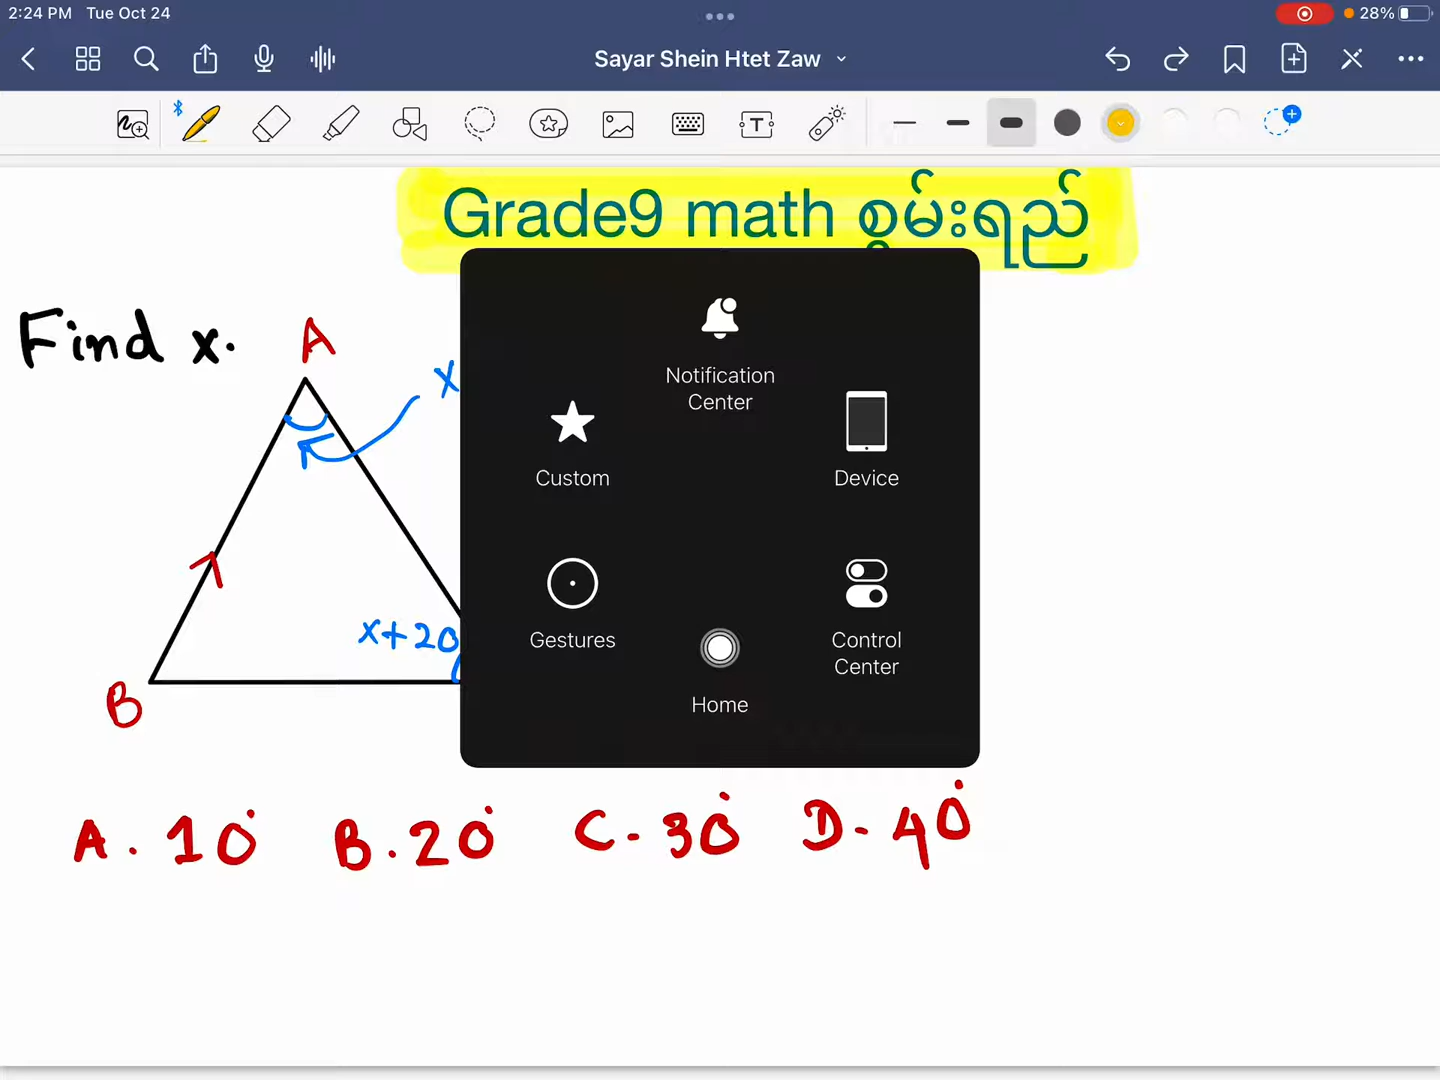 2:24 PM Tue Oct 24
28%
Sayar Shein Htet Zaw
Grade9 math စွမ်းရည်
Find x.
A
x
x+20
B
Notification
Center
Custom
Device
Gestures
Control
Center
Home
A. 10° B. 20° C. 30° D. 40°